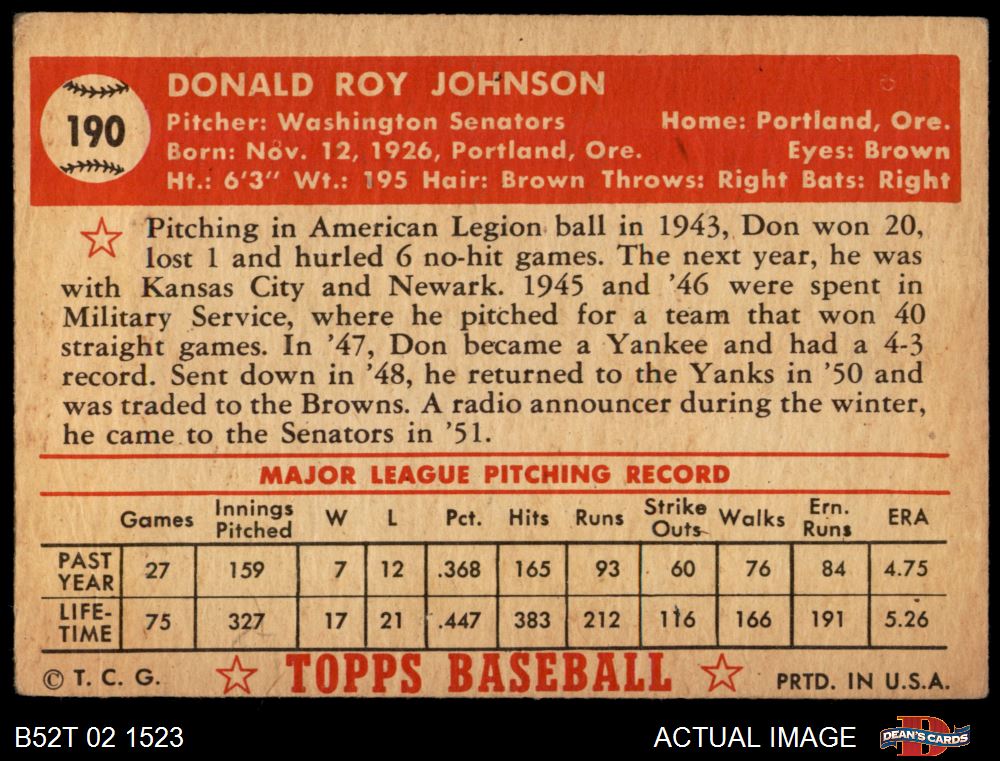 190
DONALD ROY JOHNSON
Pitcher: Washington Senators Home: Portland, Ore.
Born: Nov. 12, 1926, Portland, Ore. Eyes: Brown
Ht.: 6'3" Wt.: 195 Hair: Brown Throws: Right Bats: Right
Pitching in American Legion ball in 1943, Don won 20,
lost 1 and hurled 6 no-hit games. The next year, he was
with Kansas City and Newark. 1945 and '46 were spent in
Military Service, where he pitched for a team that won 40
straight games. In '47, Don became a Yankee and had a 4-3
record. Sent down in '48, he returned to the Yanks in '50 and
was traded to the Browns. A radio announcer during the winter,
he came to the Senators in '51.
MAJOR LEAGUE PITCHING RECORD
Games Innings Pitched W L Pct. Hits Runs Strike Outs Walks Ern. Runs ERA
PAST YEAR 27 159 7 12 .368 165 93 60 76 84 4.75
LIFE-TIME 75 327 17 21 .447 383 212 116 166 191 5.26
© T. C. G. TOPPS BASEBALL PRTD. IN U.S.A.
B52T 02 1523 ACTUAL IMAGE D DEAN'S CARDS